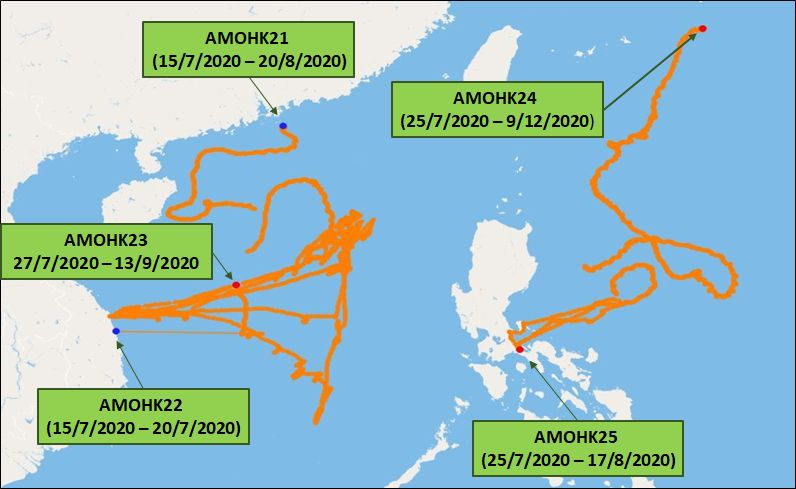 AMOHK21
(15/7/2020 – 20/8/2020)
AMOHK24
(25/7/2020 – 9/12/2020)
AMOHK23
27/7/2020 – 13/9/2020
AMOHK22
(15/7/2020 – 20/7/2020)
AMOHK25
(25/7/2020 – 17/8/2020)